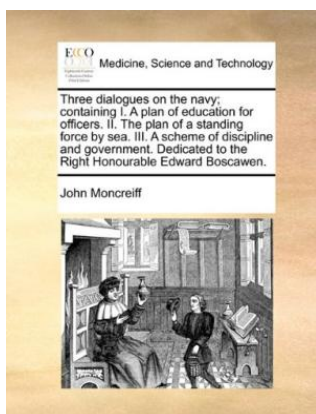 ECCO
Medicine, Science and Technology
Three dialogues on the navy;
containing I. A plan of education for
officers. II. The plan of a standing
force by sea. III. A scheme of discipline
and government. Dedicated to the
Right Honourable Edward Boscawen.
John Moncreiff